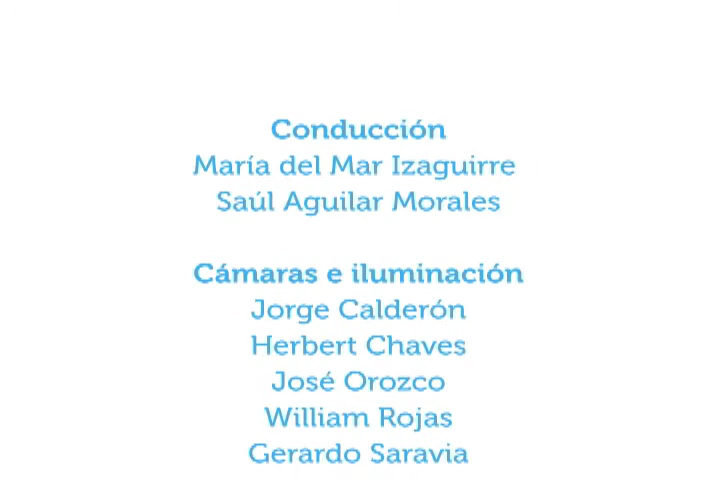 Conducción
María del Mar Izaguirre
Saúl Aguilar Morales
Cámaras e iluminación
Jorge Calderón
Herbert Chaves
José Orozco
William Rojas
Gerardo Saravia